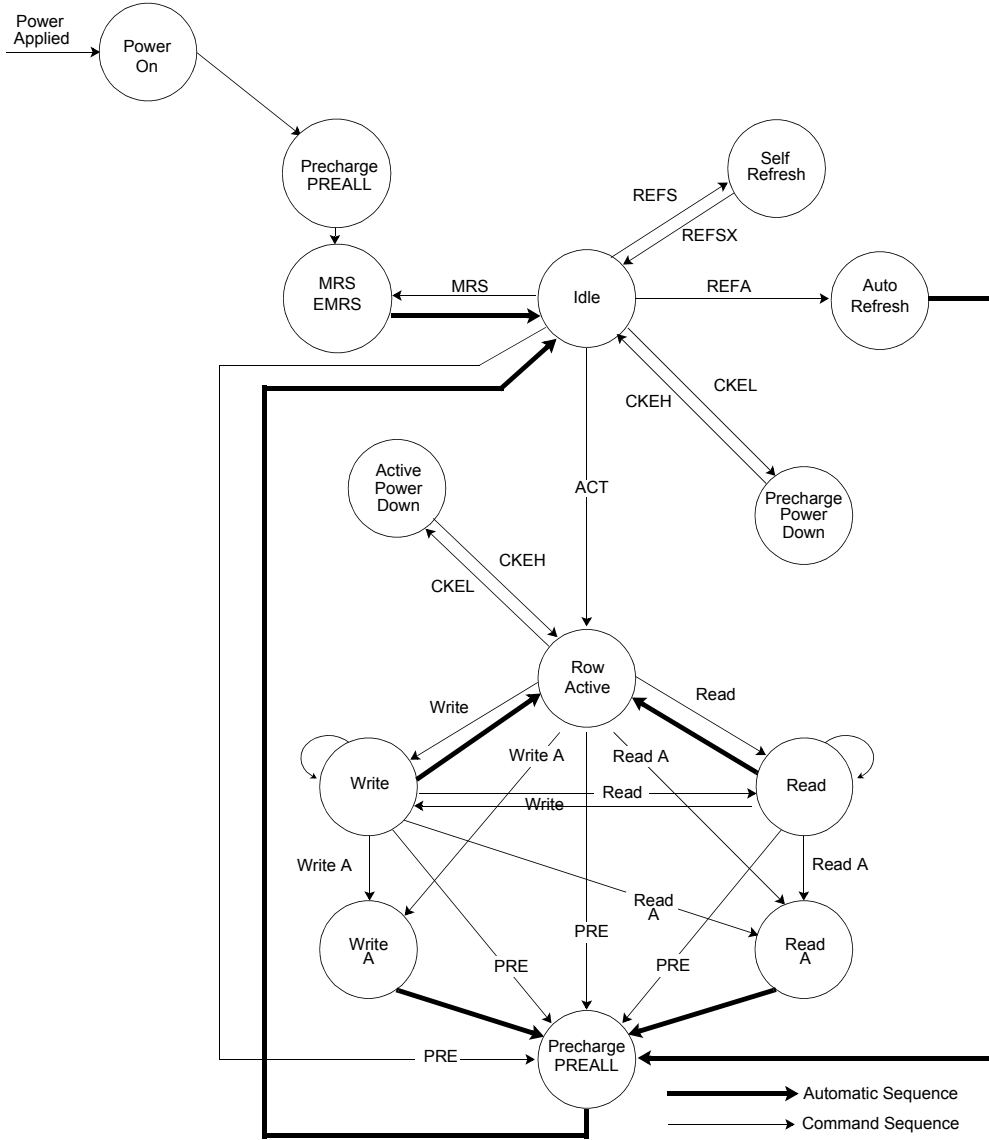 Power
Applied
Power
On
Precharge
PREALL
Self
Refresh
REFS
REFSX
MRS
EMRS
MRS
Idle
REFA
Auto
Refresh
CKEL
CKEH
Active
Power
Down
ACT
Precharge
Power
Down
CKEH
CKEL
Row
Active
Write
Read
Write A
Read A
Write
Read
Read
Write
Write A
Read A
Read
A
Write
A
PRE
Read
A
PRE
PRE
Precharge
PREALL
PRE
Automatic Sequence
Command Sequence